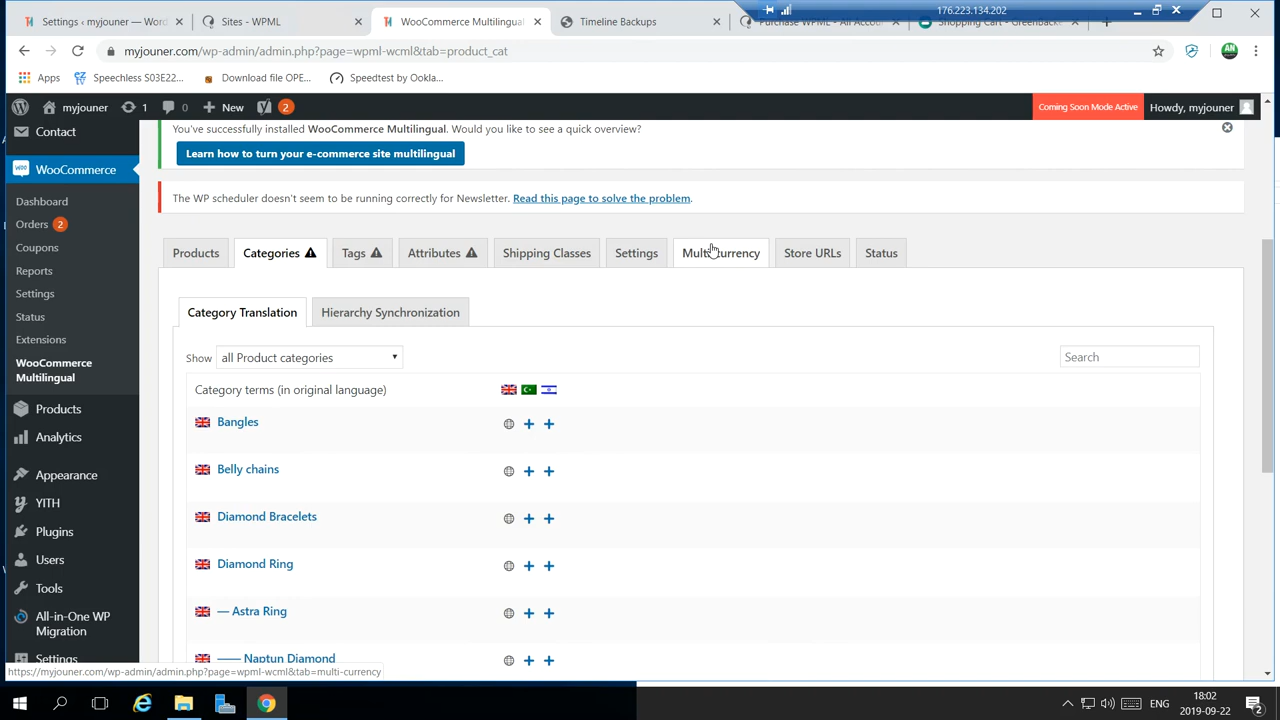 Settings ‹ myjouner — Word
Sites - WPML
WooCommerce Multilingual
Timeline Backups
Purchase WPML - All Accou
Shopping Cart - GreenBacke
176.223.134.202
myjouner.com/wp-admin/admin.php?page=wpml-wcml&tab=product_cat
Apps
Speechless S03E22...
Download file OPE...
Speedtest by Ookla...
myjouner
1
0
New
2
Coming Soon Mode Active
Howdy, myjouner
Contact
WooCommerce
Dashboard
Orders 2
Coupons
Reports
Settings
Status
Extensions
WooCommerce
Multilingual
Products
Analytics
Appearance
YITH
Plugins
Users
Tools
All-in-One WP
Migration
Settings
You've successfully installed WooCommerce Multilingual. Would you like to see a quick overview?
Learn how to turn your e-commerce site multilingual
The WP scheduler doesn't seem to be running correctly for Newsletter. Read this page to solve the problem.
Products
Categories
Tags
Attributes
Shipping Classes
Settings
Multi-currency
Store URLs
Status
Category Translation
Hierarchy Synchronization
Show
all Product categories
Search
Category terms (in original language)
Bangles
Belly chains
Diamond Bracelets
Diamond Ring
— Astra Ring
—— Naptun Diamond
https://myjouner.com/wp-admin/admin.php?page=wpml-wcml&tab=multi-currency
ENG
18:02
2019-09-22
2